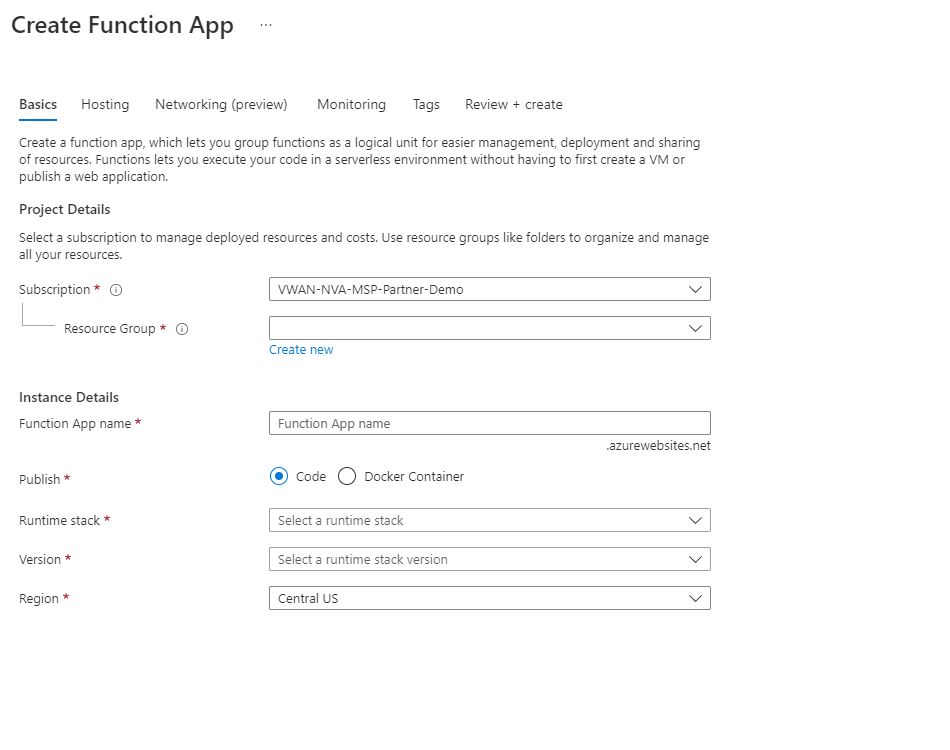 Create Function App ...
Basics Hosting Networking (preview) Monitoring Tags Review + create
Create a function app, which lets you group functions as a logical unit for easier management, deployment and sharing
of resources. Functions lets you execute your code in a serverless environment without having to first create a VM or
publish a web application.
Project Details
Select a subscription to manage deployed resources and costs. Use resource groups like folders to organize and manage
all your resources.
Subscription * VWAN-NVA-MSP-Partner-Demo
Resource Group *
Create new
Instance Details
Function App name * Function App name
.azurewebsites.net
Publish * Code Docker Container
Runtime stack * Select a runtime stack
Version * Select a runtime stack version
Region * Central US